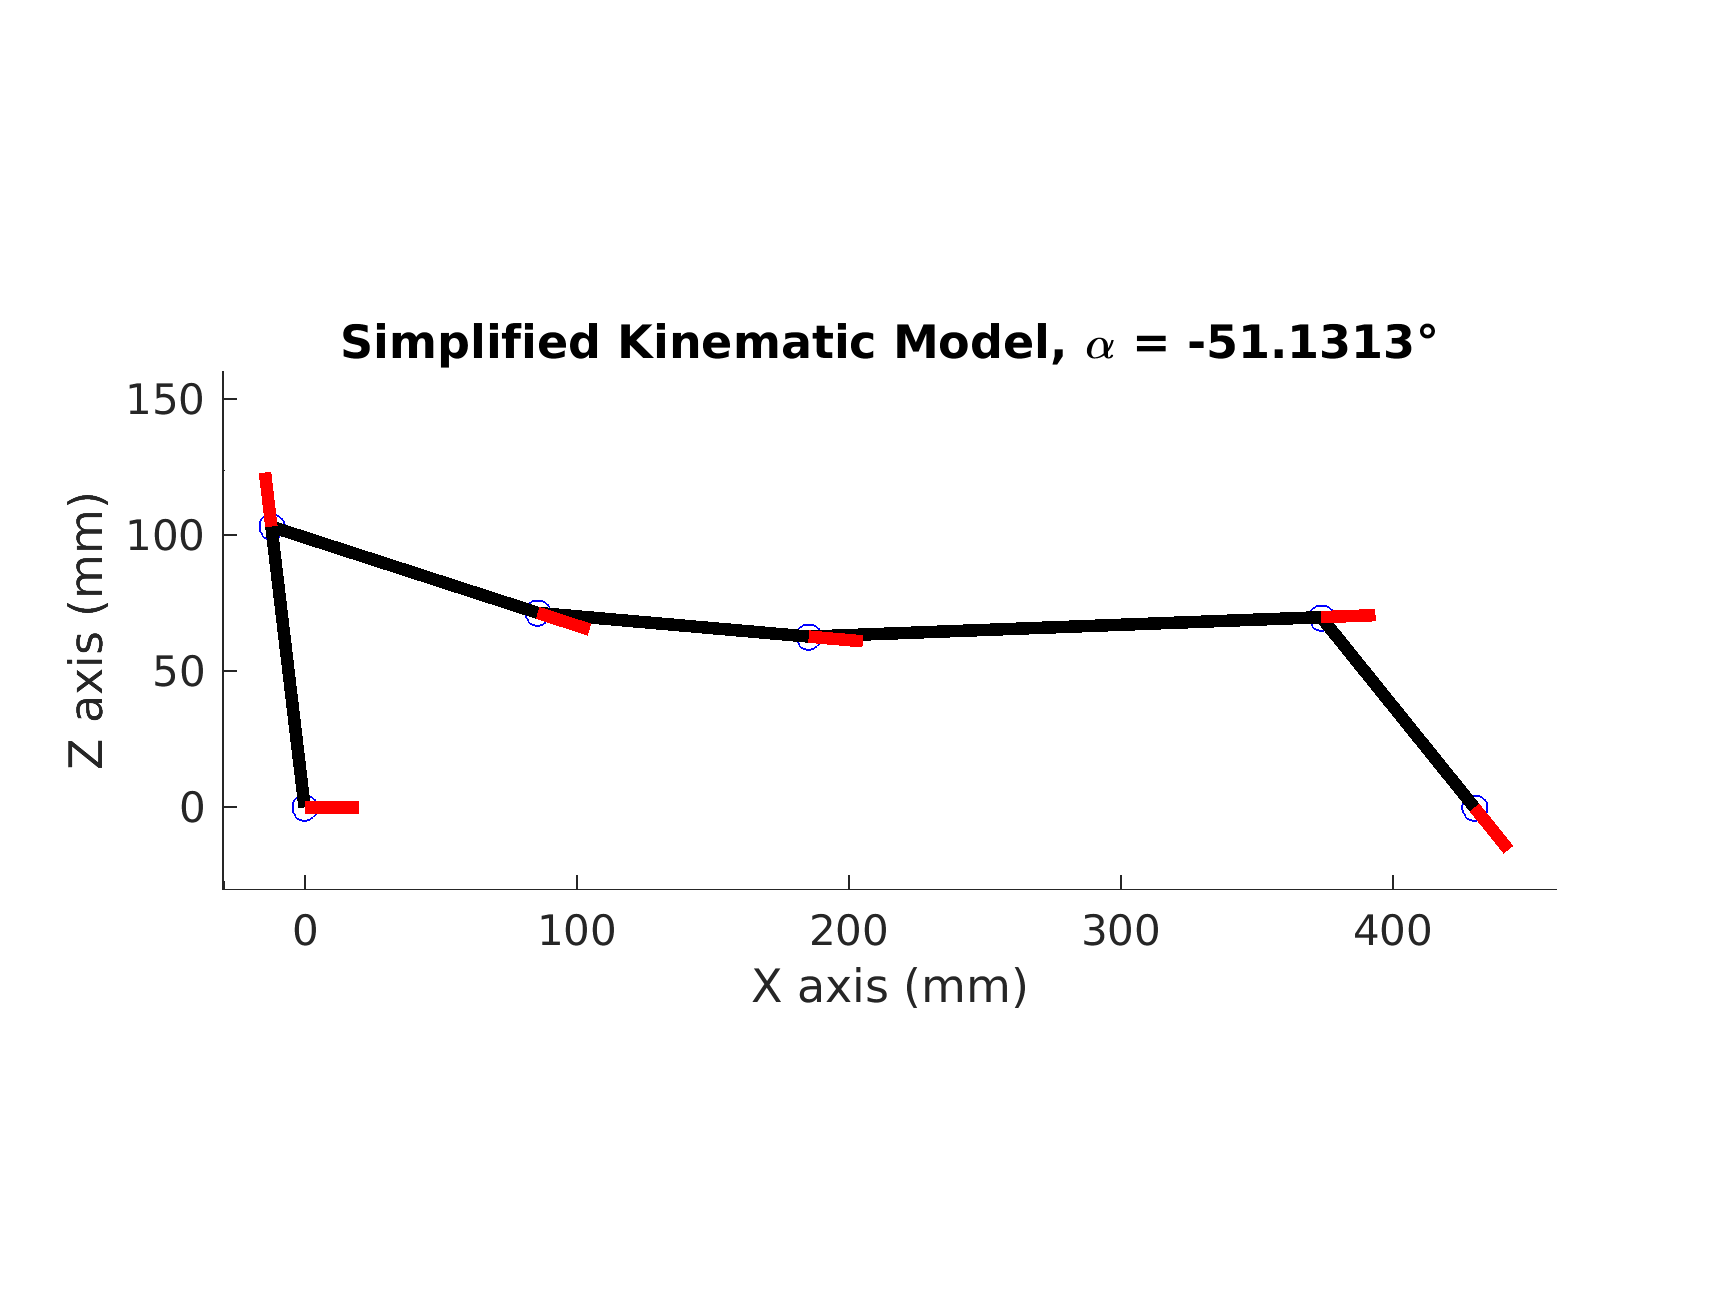 Simplified Kinematic Model, α = -51.1313°
150
100
50
0
Z axis (mm)
0 100 200 300 400
X axis (mm)